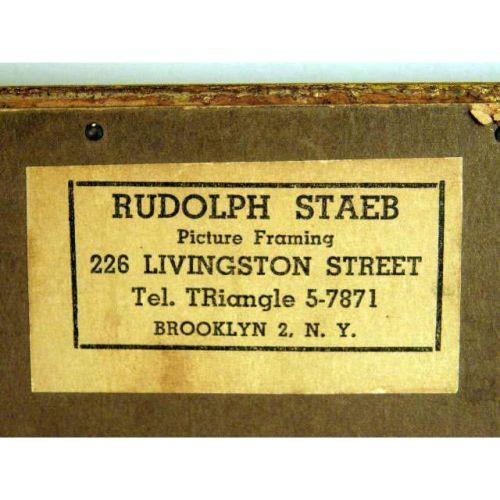 RUDOLPH STAEB
Picture Framing
226 LIVINGSTON STREET
Tel. TRiangle 5-7871
BROOKLYN 2, N. Y.